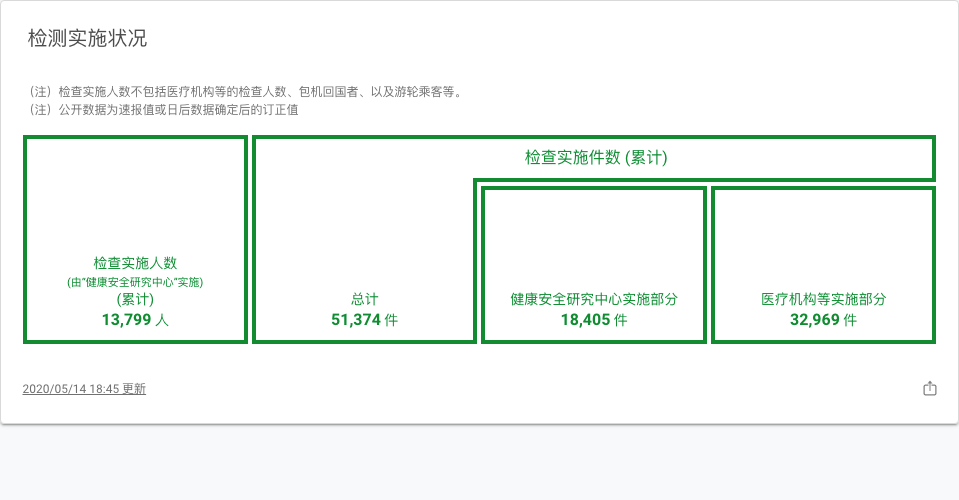 检测实施状况
（注）检查实施人数不包括医疗机构等的检查人数、包机回国者、以及游轮乘客等。
（注）公开数据为速报值或日后数据确定后的订正值
检查实施人数
(由“健康安全研究中心”实施)
(累计)
13,799 人
检查实施件数 (累计)
总计
51,374 件
健康安全研究中心实施部分
18,405 件
医疗机构等实施部分
32,969 件
2020/05/14 18:45 更新